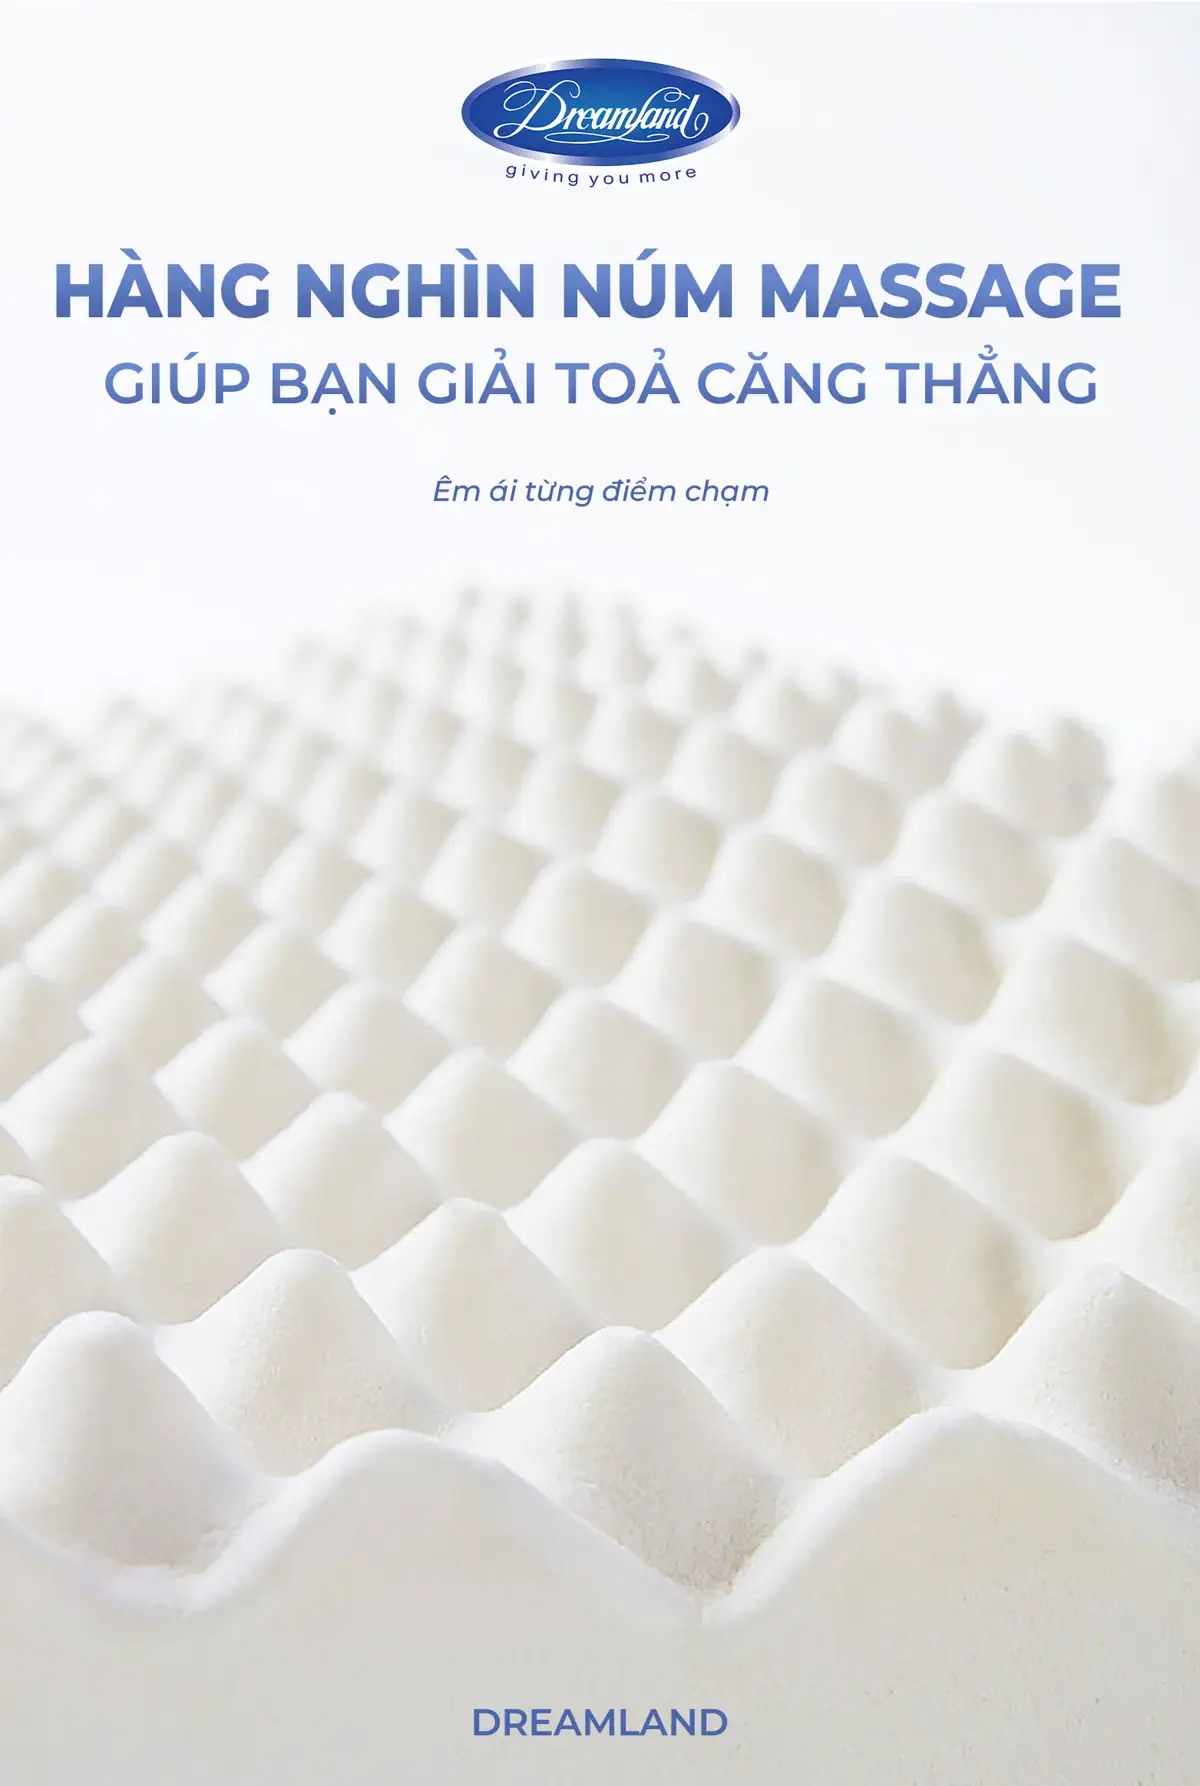 Dreamland
giving you more
HÀNG NGHÌN NÚM MASSAGE
GIÚP BẠN GIẢI TOẢ CĂNG THẲNG
Êm ái từng điểm chạm
DREAMLAND